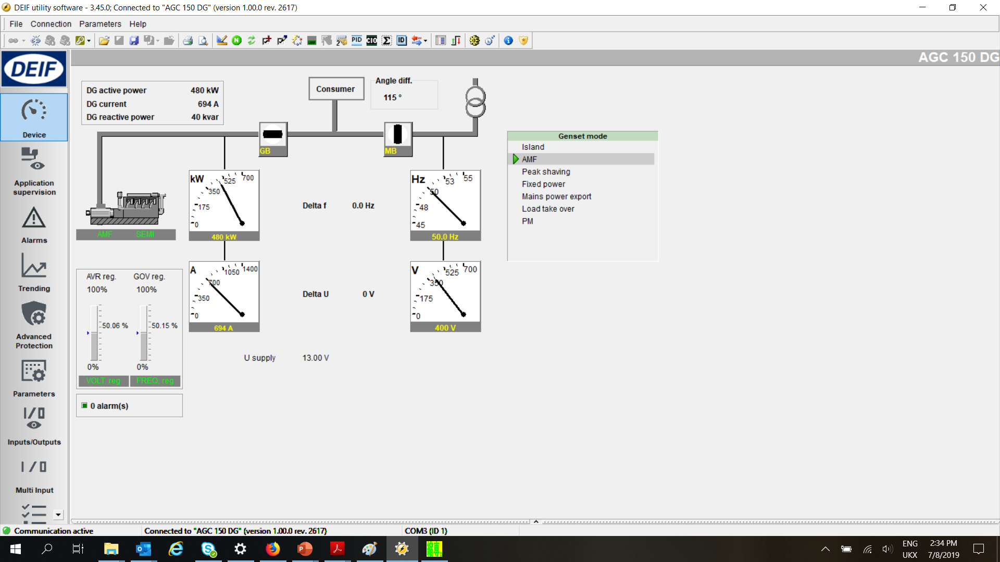 DEIF utility software - 3.45.0; Connected to "AGC 150 DG" (version 1.00.0 rev. 2617)
File Connection Parameters Help
PID CIO Σ ID
AGC 150 DG
DEIF
Device
Application
supervision
Alarms
Trending
Advanced
Protection
Parameters
I/0
Inputs/Outputs
I/0
Multi Input
DG active power 480 kW
DG current 694 A
DG reactive power 40 kvar
Consumer
Angle diff.
115 °
GB
MB
AMF SEMI
kW
0 175 350 525 700
480 kW
Hz
45 48 50 53 55
50.0 Hz
Delta f 0.0 Hz
A
0 350 700 1050 1400
694 A
V
0 175 350 525 700
400 V
Delta U 0 V
U supply 13.00 V
AVR reg. GOV reg.
100% 100%
50.06 % 50.15 %
0% 0%
VOLT. reg FREQ. reg
0 alarm(s)
Genset mode
Island
AMF
Peak shaving
Fixed power
Mains power export
Load take over
PM
Communication active Connected to "AGC 150 DG" (version 1.00.0 rev. 2617) COM3 (ID 1)
ENG
UKX
2:34 PM
7/8/2019